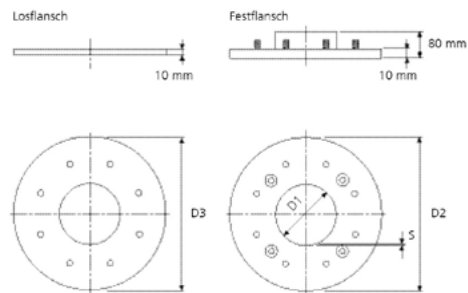 Losflansch
Festflansch
10 mm
80 mm
10 mm
D3
D1
D2
S